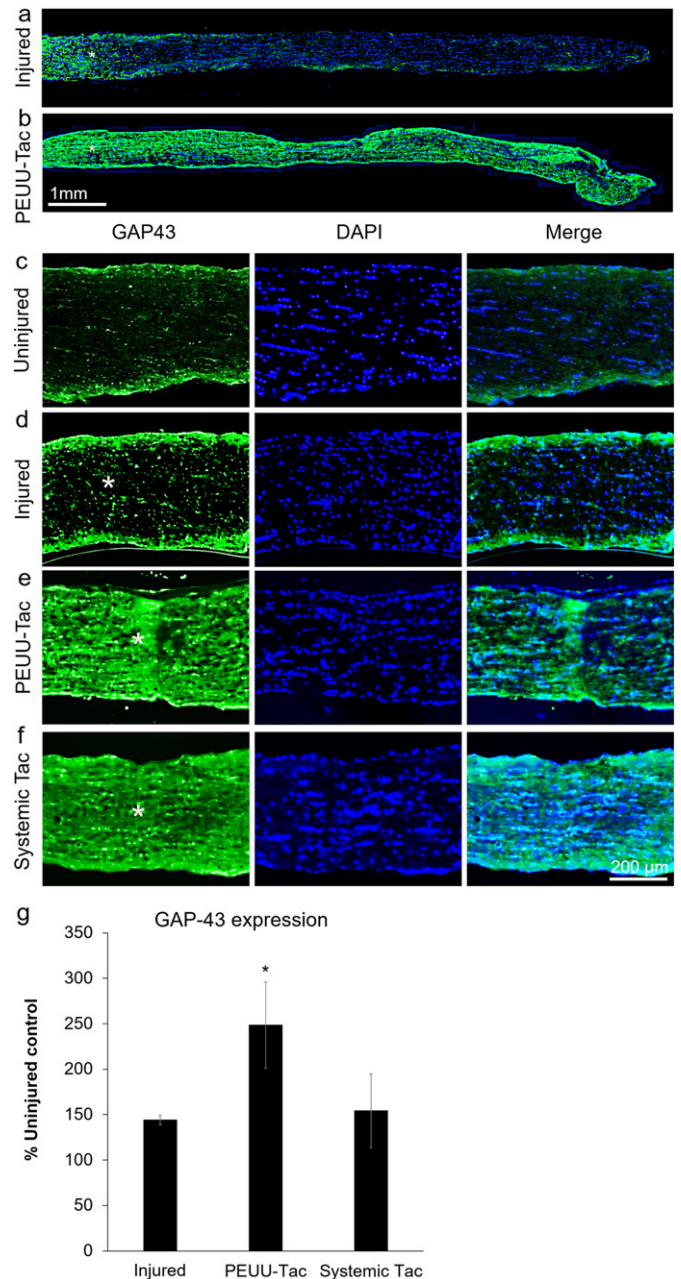 a
Injured
*
b
PEUU-Tac
*
1mm
GAP43 DAPI Merge
c
Uninjured
d
Injured
*
e
PEUU-Tac
*
f
Systemic Tac
*
200 µm
g
GAP-43 expression
% Uninjured control
350
300
250
200
150
100
50
0
*
Injured PEUU-Tac Systemic Tac